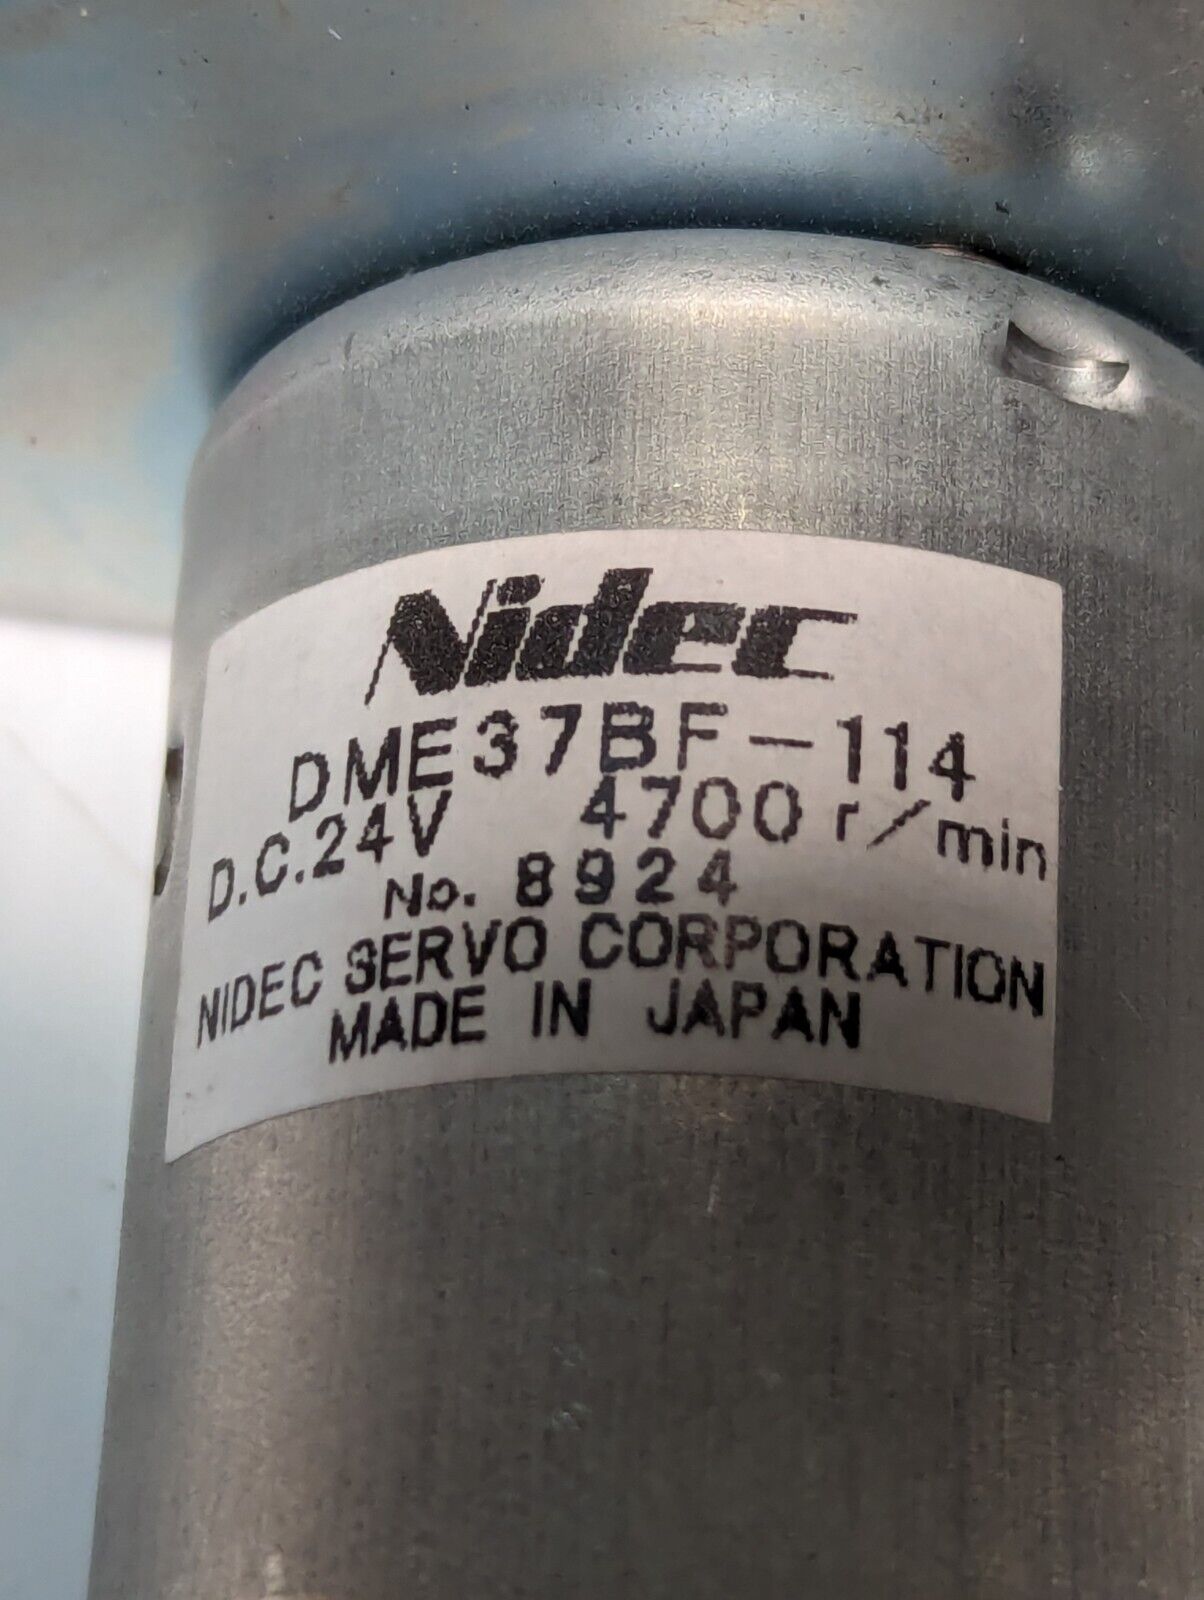 Nidec
DME37BF-114
D.C.24V 4700 r/min
No. 8924
NIDEC SERVO CORPORATION
MADE IN JAPAN